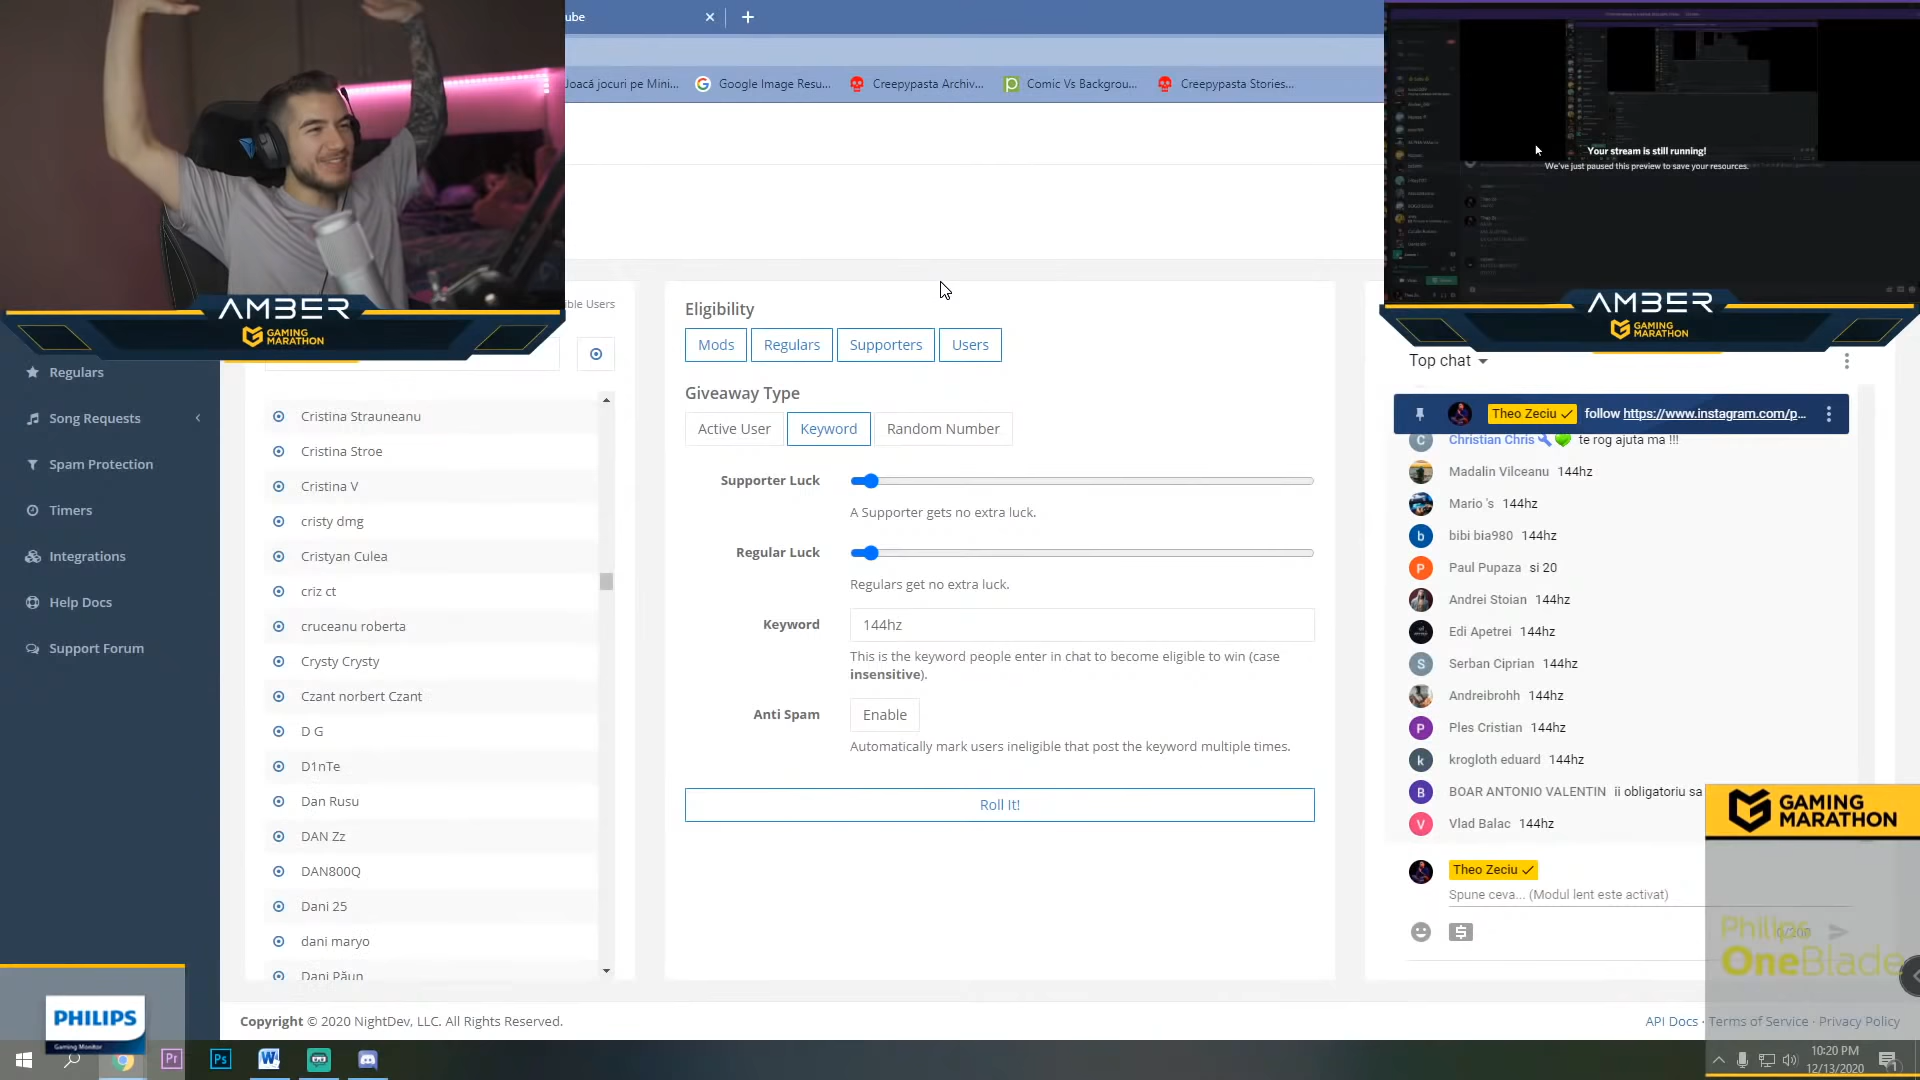 ube
Joacă jocuri pe Mini...
Google Image Resu...
Creepypasta Archiv...
Comic Vs Backgrou...
Creepypasta Stories...
Your stream is still running!
We've just paused this preview to save your resources.
AMBER
GAMING
MARATHON
AMBER
GAMING
MARATHON
Regulars
Song Requests
Spam Protection
Timers
Integrations
Help Docs
Support Forum
ible Users
Cristina Strauneanu
Cristina Stroe
Cristina V
cristy dmg
Cristyan Culea
criz ct
cruceanu roberta
Crysty Crysty
Czant norbert Czant
D G
D1nTe
Dan Rusu
DAN Zz
DAN800Q
Dani 25
dani maryo
Dani Păun
Eligibility
Mods
Regulars
Supporters
Users
Giveaway Type
Active User
Keyword
Random Number
Supporter Luck
A Supporter gets no extra luck.
Regular Luck
Regulars get no extra luck.
Keyword
144hz
This is the keyword people enter in chat to become eligible to win (case
insensitive).
Anti Spam
Enable
Automatically mark users ineligible that post the keyword multiple times.
Roll It!
Top chat
Theo Zeciu follow https://www.instagram.com/p...
C Christian Chris te rog ajuta ma !!!
Madalin Vilceanu 144hz
Mario 's 144hz
b bibi bia980 144hz
P Paul Pupaza si 20
Andrei Stoian 144hz
Edi Apetrei 144hz
S Serban Ciprian 144hz
Andreibrohh 144hz
P Ples Cristian 144hz
k krogloth eduard 144hz
B BOAR ANTONIO VALENTIN ii obligatoriu sa
V Vlad Balac 144hz
Theo Zeciu
Spune ceva... (Modul lent este activat)
0/200
GAMING
MARATHON
Philips
OneBlade
PHILIPS
Gaming Monitor
Copyright © 2020 NightDev, LLC. All Rights Reserved.
API Docs · Terms of Service · Privacy Policy
Pr
Ps
W
10:20 PM
12/13/2020
1